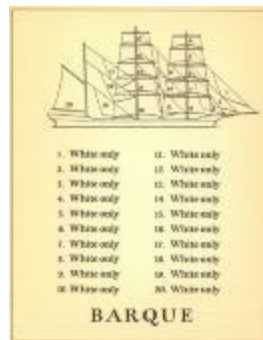 1. White only
2. White only
3. White only
4. White only
5. White only
6. White only
7. White only
8. White only
9. White only
10. White only
11. White only
12. White only
13. White only
14. White only
15. White only
16. White only
17. White only
18. White only
19. White only
20. White only
BARQUE